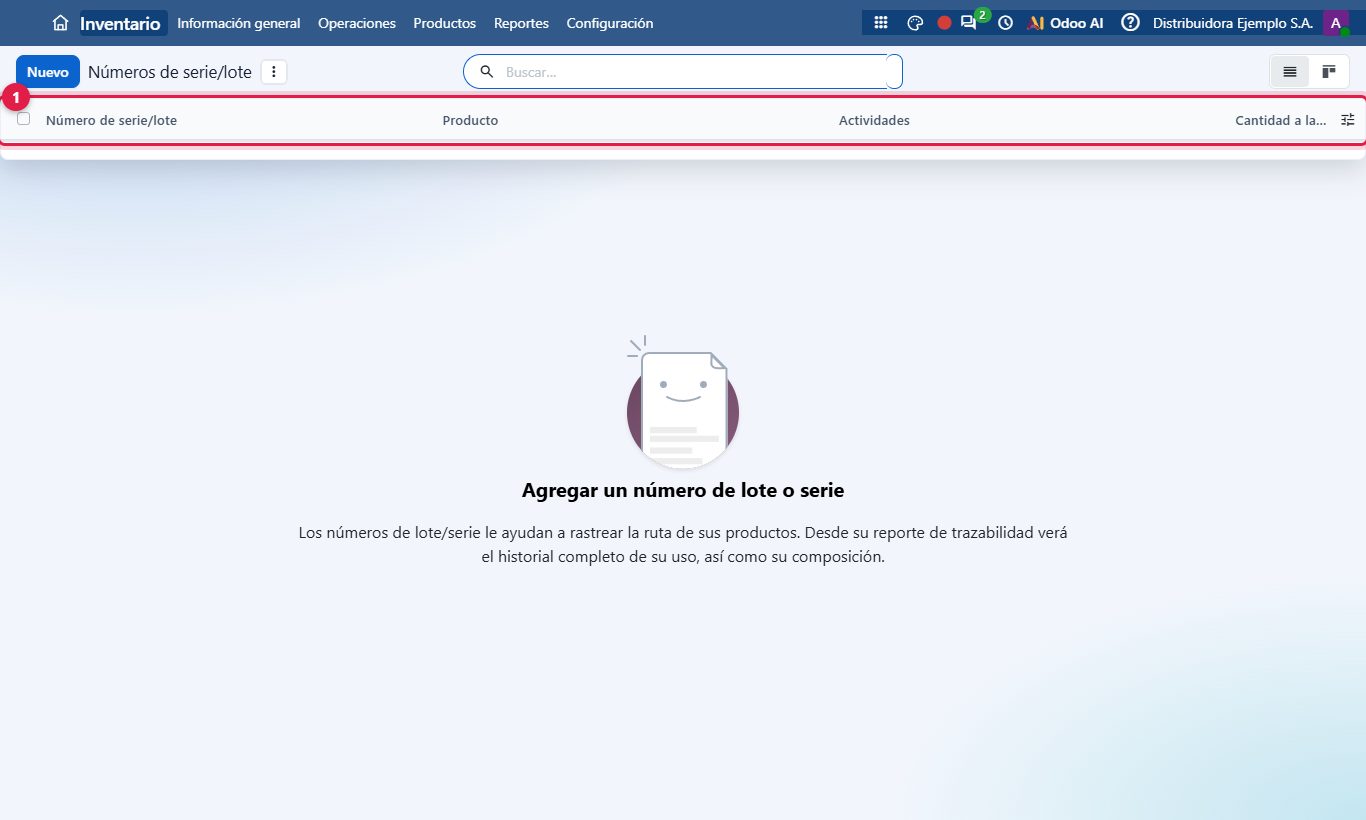 Inventario Información general Operaciones Productos Reportes Configuración 2 Odoo AI Distribuidora Ejemplo S.A. A
Nuevo Números de serie/lote Buscar...
1
Número de serie/lote Producto Actividades Cantidad a la...
Agregar un número de lote o serie
Los números de lote/serie le ayudan a rastrear la ruta de sus productos. Desde su reporte de trazabilidad verá
el historial completo de su uso, así como su composición.